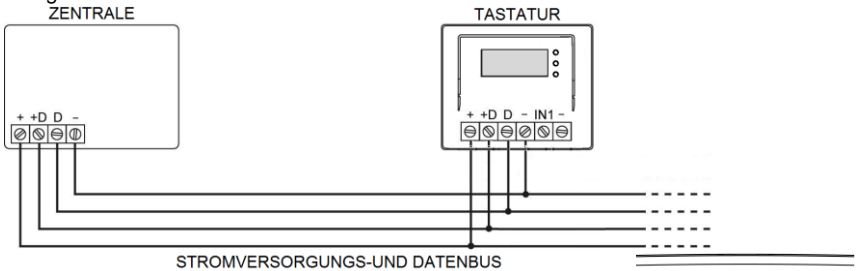 ZENTRALE
TASTATUR
+ +D D –
+ +D D – IN1 –
STROMVERSORGUNGS-UND DATENBUS